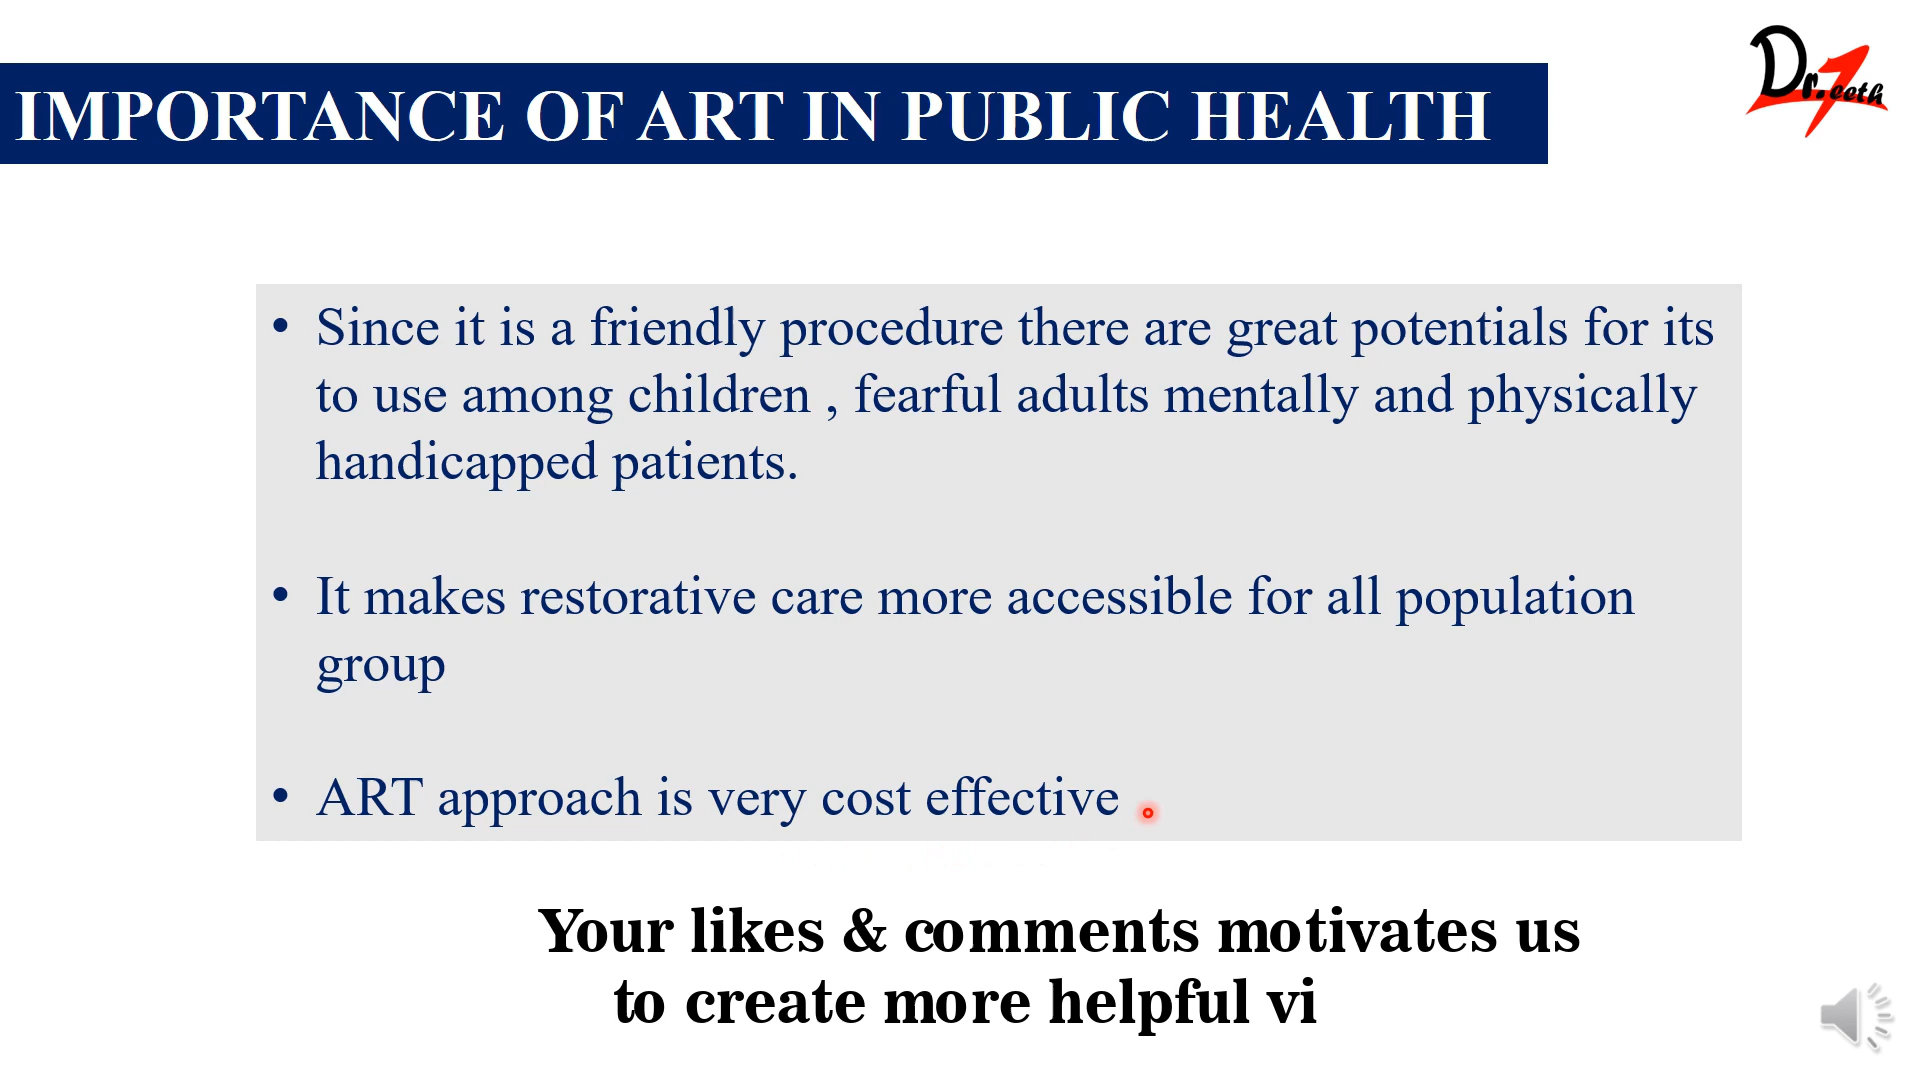 IMPORTANCE OF ART IN PUBLIC HEALTH
Dr.Teeth
• Since it is a friendly procedure there are great potentials for its
to use among children , fearful adults mentally and physically
handicapped patients.
• It makes restorative care more accessible for all population
group
• ART approach is very cost effective .
Your likes & comments motivates us
to create more helpful vi